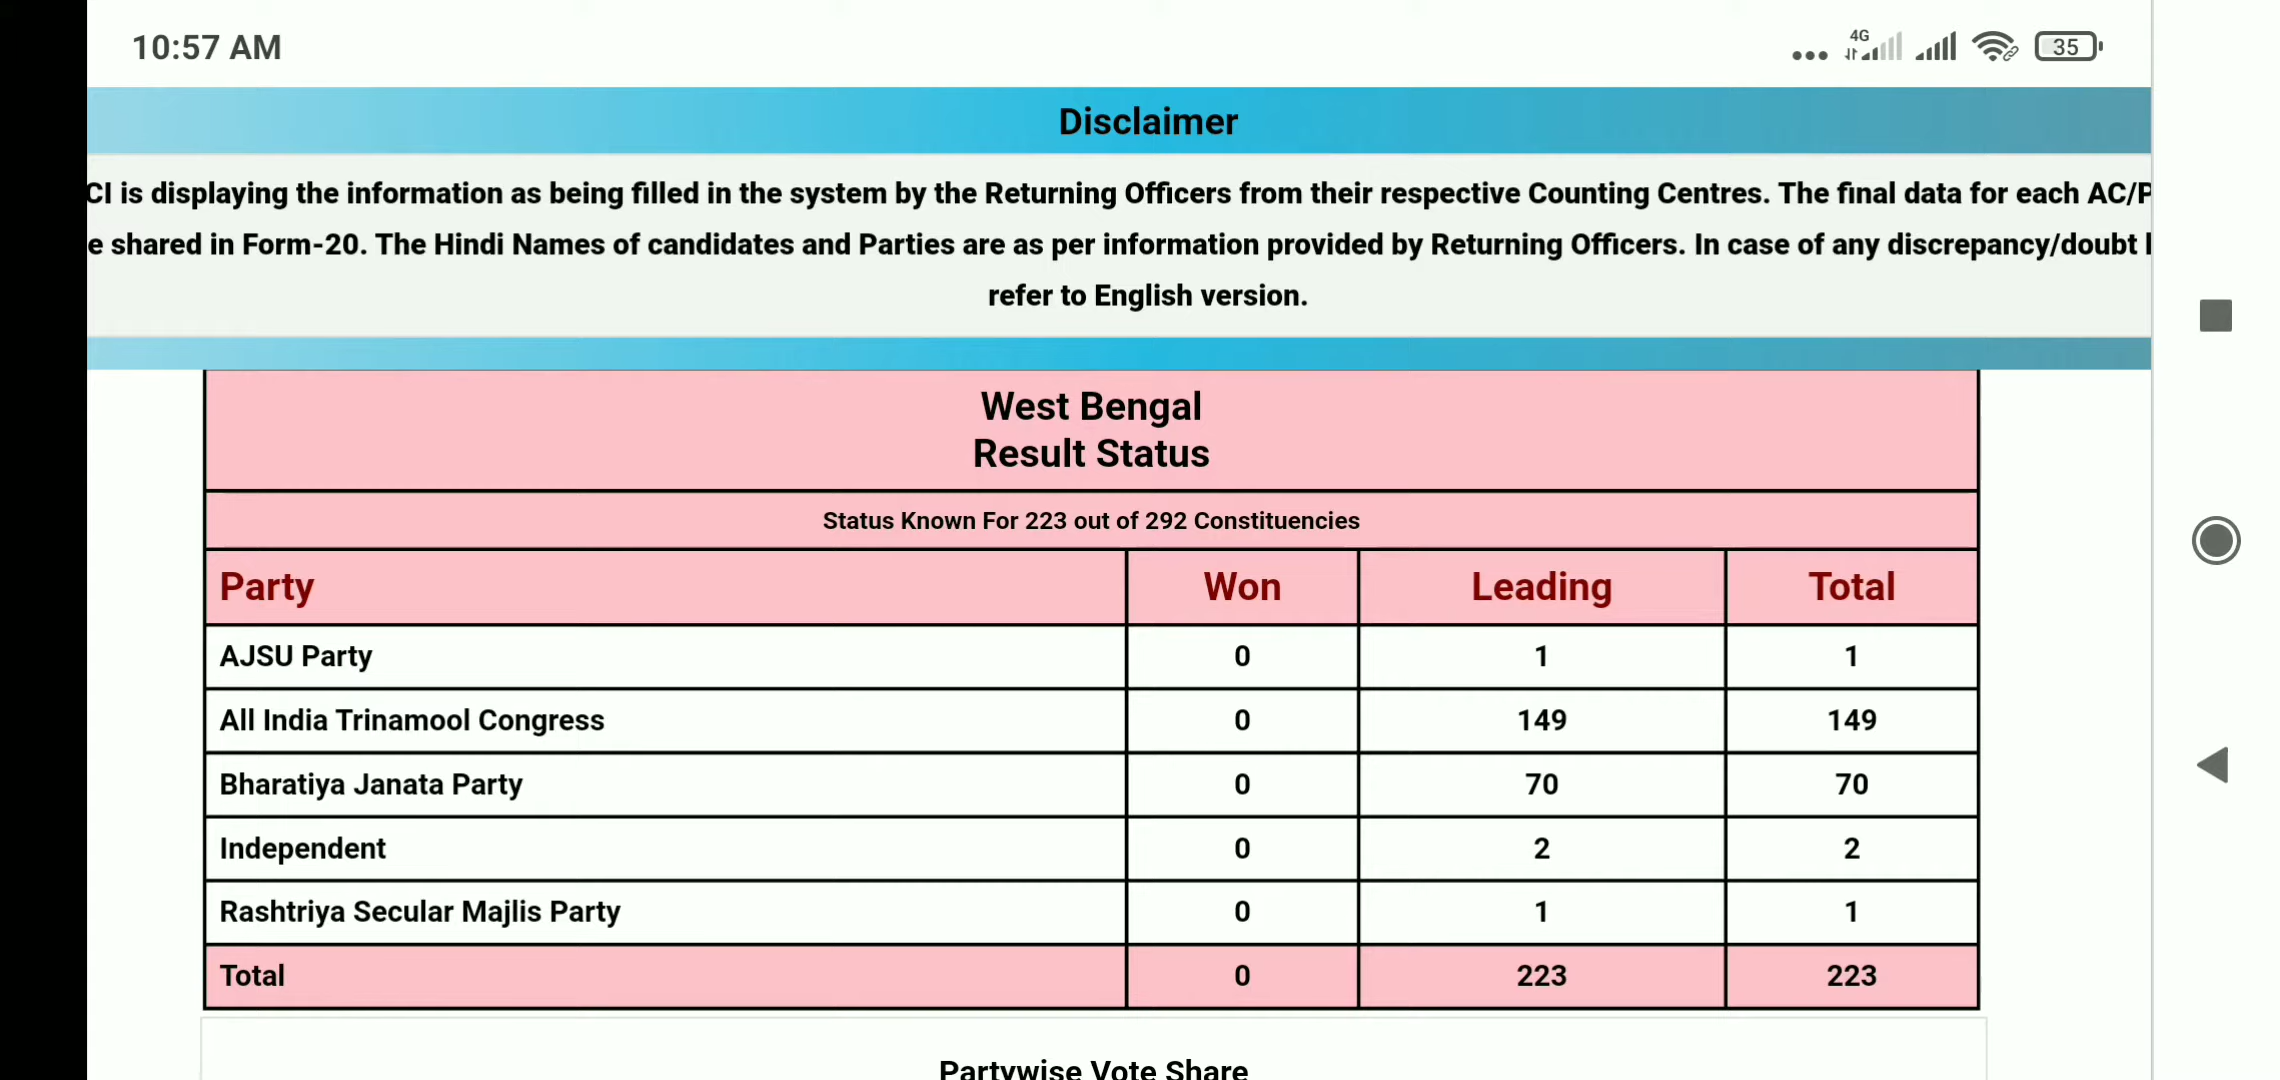 10:57 AM
4G
35
Disclaimer
CI is displaying the information as being filled in the system by the Returning Officers from their respective Counting Centres. The final data for each AC/P
e shared in Form-20. The Hindi Names of candidates and Parties are as per information provided by Returning Officers. In case of any discrepancy/doubt
refer to English version.
West Bengal
Result Status
Status Known For 223 out of 292 Constituencies
Party Won Leading Total
AJSU Party 0 1 1
All India Trinamool Congress 0 149 149
Bharatiya Janata Party 0 70 70
Independent 0 2 2
Rashtriya Secular Majlis Party 0 1 1
Total 0 223 223
Partywise Vote Share